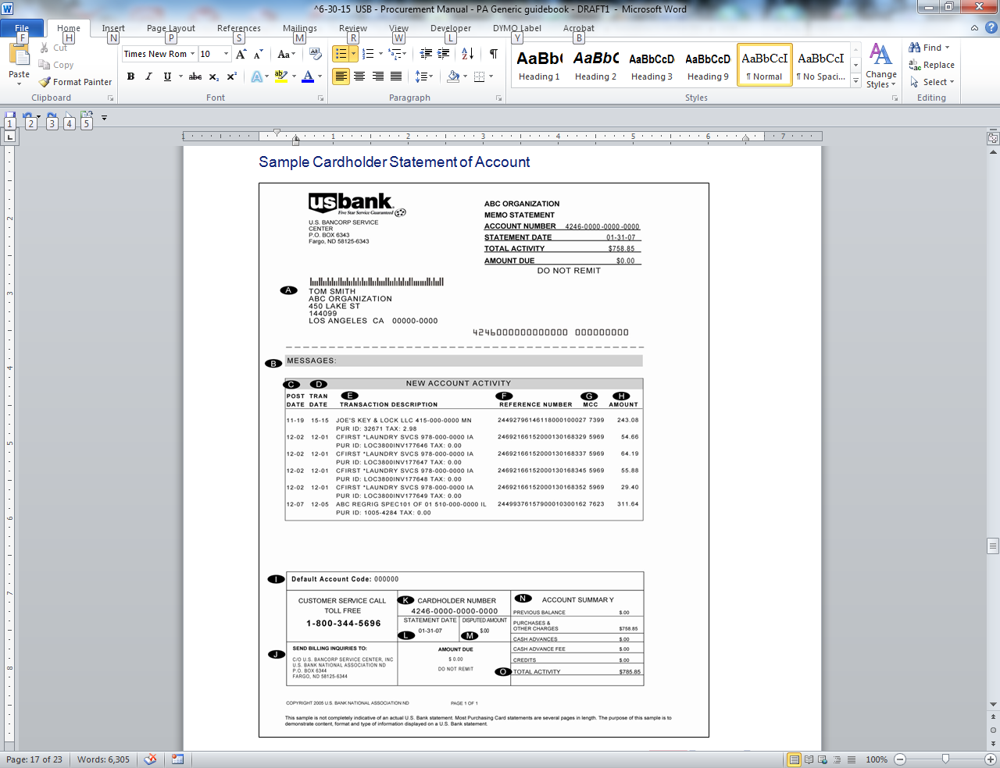 ^6-30-15  USB - Procurement Manual - PA Generic guidebook - DRAFT1  -  Microsoft Word
File Home Insert Page Layout References Mailings Review View Developer DYMO Label Acrobat
F H N P S M R W L Y B
Paste
Cut
Copy
Format Painter
Clipboard
Times New Rom 10
Font
Paragraph
AaBbC AaBbC AaBbCcD AaBbCcD AaBbCcI AaBbCcI
Heading 1 Heading 2 Heading 3 Heading 9 ¶ Normal ¶ No Spaci...
Change Styles
Styles
Find
Replace
Select
Editing
1 2 3 4 5
1 1 2 3 4 5 6 7
Sample Cardholder Statement of Account
usbank
Five Star Service Guaranteed
U.S. BANCORP SERVICE
CENTER
P.O. BOX 6343
Fargo, ND 58125-6343
ABC ORGANIZATION
MEMO STATEMENT
ACCOUNT NUMBER 4246-0000-0000-0000
STATEMENT DATE 01-31-07
TOTAL ACTIVITY $758.85
AMOUNT DUE $0.00
DO NOT REMIT
A
TOM SMITH
ABC ORGANIZATION
450 LAKE ST
144099
LOS ANGELES CA 00000-0000
4246000000000000 000000000
B MESSAGES:
C D NEW ACCOUNT ACTIVITY
E F G H
POST TRAN
DATE DATE TRANSACTION DESCRIPTION REFERENCE NUMBER MCC AMOUNT
11-19 15-15 JOE'S KEY & LOCK LLC 415-000-0000 MN 24492796146118000100027 7399 243.08
PUR ID: 32671 TAX: 2.98
12-02 12-01 CFIRST *LAUNDRY SVCS 978-000-0000 IA 24692166152000130168329 5969 54.66
PUR ID: LOC3800INV177646 TAX: 0.00
12-02 12-01 CFIRST *LAUNDRY SVCS 978-000-0000 IA 24692166152000130168337 5969 64.19
PUR ID: LOC3800INV177647 TAX: 0.00
12-02 12-01 CFIRST *LAUNDRY SVCS 978-000-0000 IA 24692166152000130168345 5969 55.88
PUR ID: LOC3800INV177648 TAX: 0.00
12-02 12-01 CFIRST *LAUNDRY SVCS 978-000-0000 IA 24692166152000130168352 5969 29.40
PUR ID: LOC3800INV177649 TAX: 0.00
12-07 12-05 ABC REGRIG SPEC101 OF 01 510-000-0000 IL 24499376157900010300162 7623 311.64
PUR ID: 1005-4284 TAX: 0.00
I Default Account Code: 000000
CUSTOMER SERVICE CALL
TOLL FREE
1-800-344-5696
K CARDHOLDER NUMBER
4246-0000-0000-0000
STATEMENT DATE DISPUTED AMOUNT
01-31-07 $.00
L M
N ACCOUNT SUMMARY
PREVIOUS BALANCE $.00
PURCHASES &
OTHER CHARGES $758.85
CASH ADVANCES $.00
CASH ADVANCE FEE $.00
CREDITS $.00
O TOTAL ACTIVITY $785.85
J
SEND BILLING INQUIRIES TO:
C/O U.S. BANCORP SERVICE CENTER, INC
U.S. BANK NATIONAL ASSOCIATION ND
P.O. BOX 6344
FARGO, ND 58125-6344
AMOUNT DUE
$ 0.00
DO NOT REMIT
COPYRIGHT 2005 U.S. BANK NATIONAL ASSOCIATION ND PAGE 1 OF 1
This sample is not completely indicative of an actual U.S. Bank statement. Most Purchasing Card statements are several pages in length. The purpose of this sample is to
demonstrate content, format and type of information displayed on a U.S. Bank statement.
Page: 17 of 23 Words: 6,305 100%